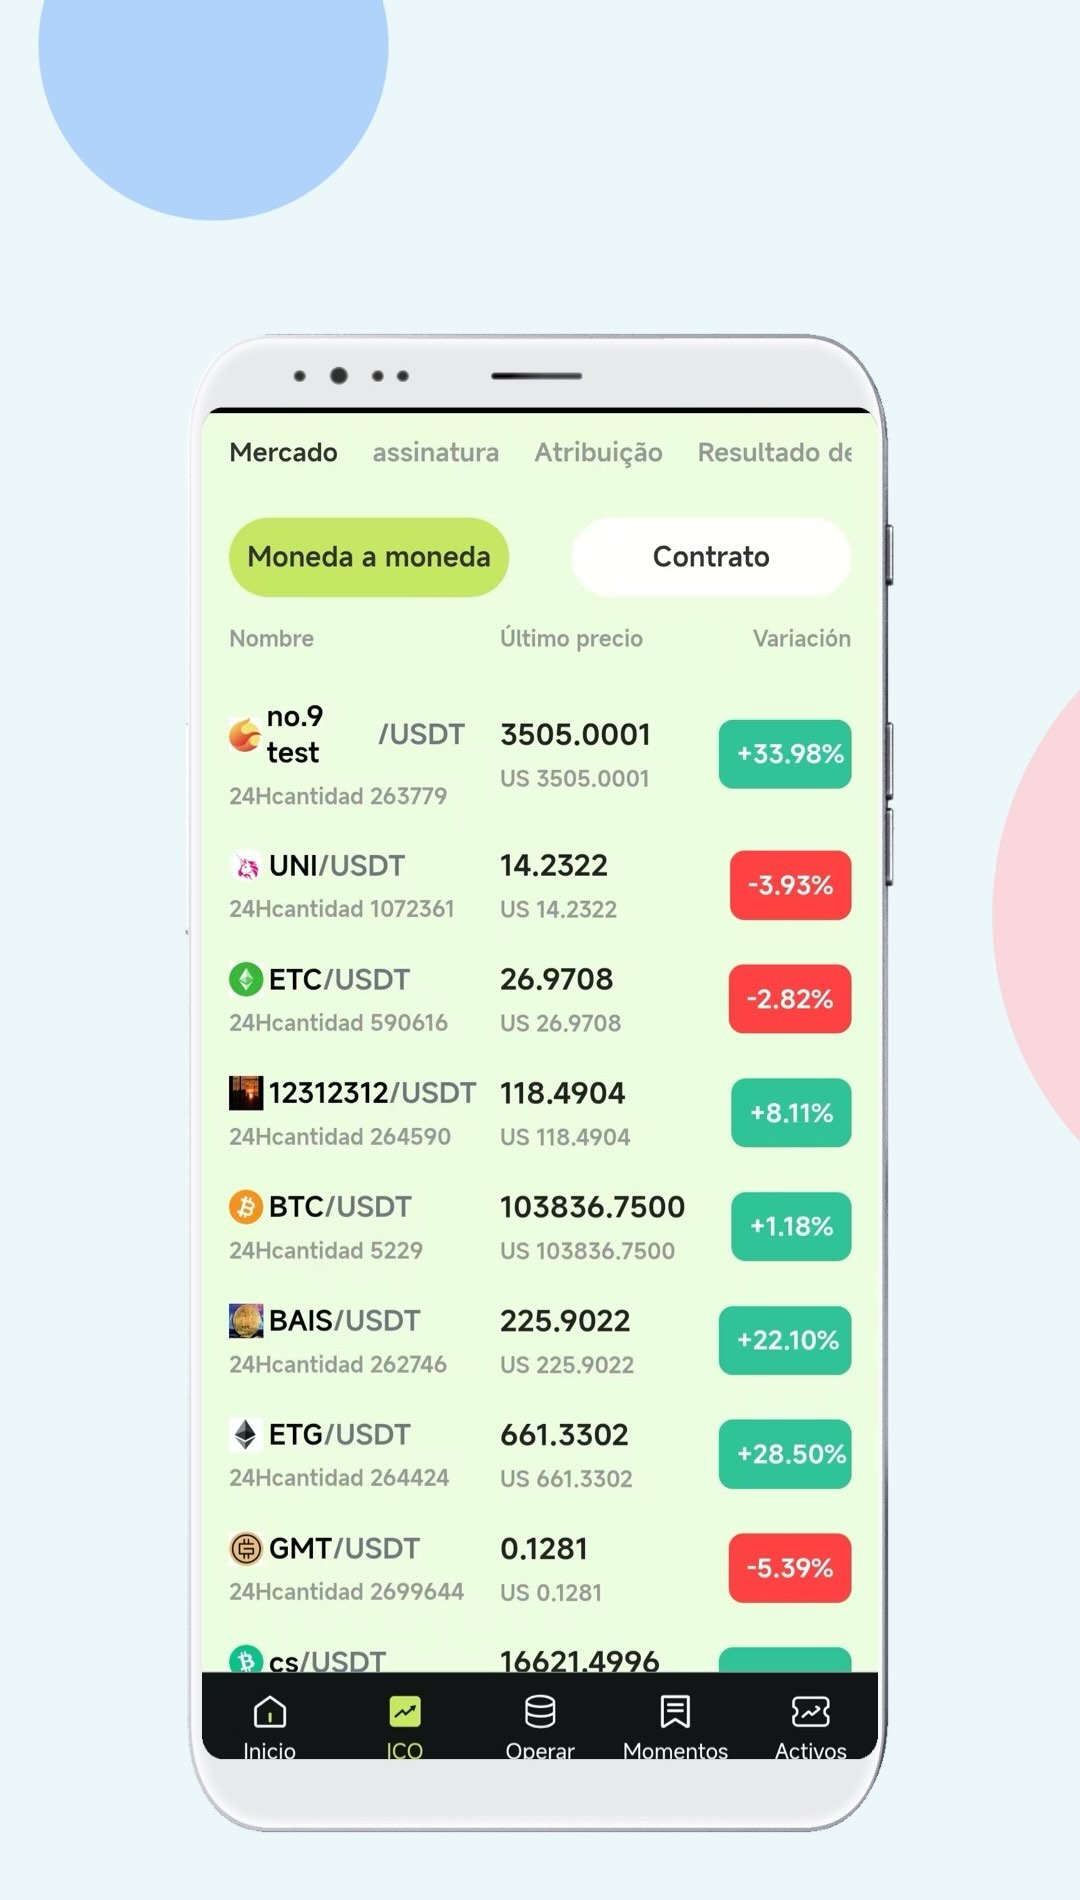 Mercado assinatura Atribuição Resultado de
Moneda a moneda Contrato
Nombre Último precio Variación
no.9
test /USDT 3505.0001 +33.98%
24Hcantidad 263779 US 3505.0001
UNI/USDT 14.2322 -3.93%
24Hcantidad 1072361 US 14.2322
ETC/USDT 26.9708 -2.82%
24Hcantidad 590616 US 26.9708
12312312/USDT 118.4904 +8.11%
24Hcantidad 264590 US 118.4904
BTC/USDT 103836.7500 +1.18%
24Hcantidad 5229 US 103836.7500
BAIS/USDT 225.9022 +22.10%
24Hcantidad 262746 US 225.9022
ETG/USDT 661.3302 +28.50%
24Hcantidad 264424 US 661.3302
GMT/USDT 0.1281 -5.39%
24Hcantidad 2699644 US 0.1281
cs/USDT 16621.4996
Inicio ICO Operar Momentos Activos